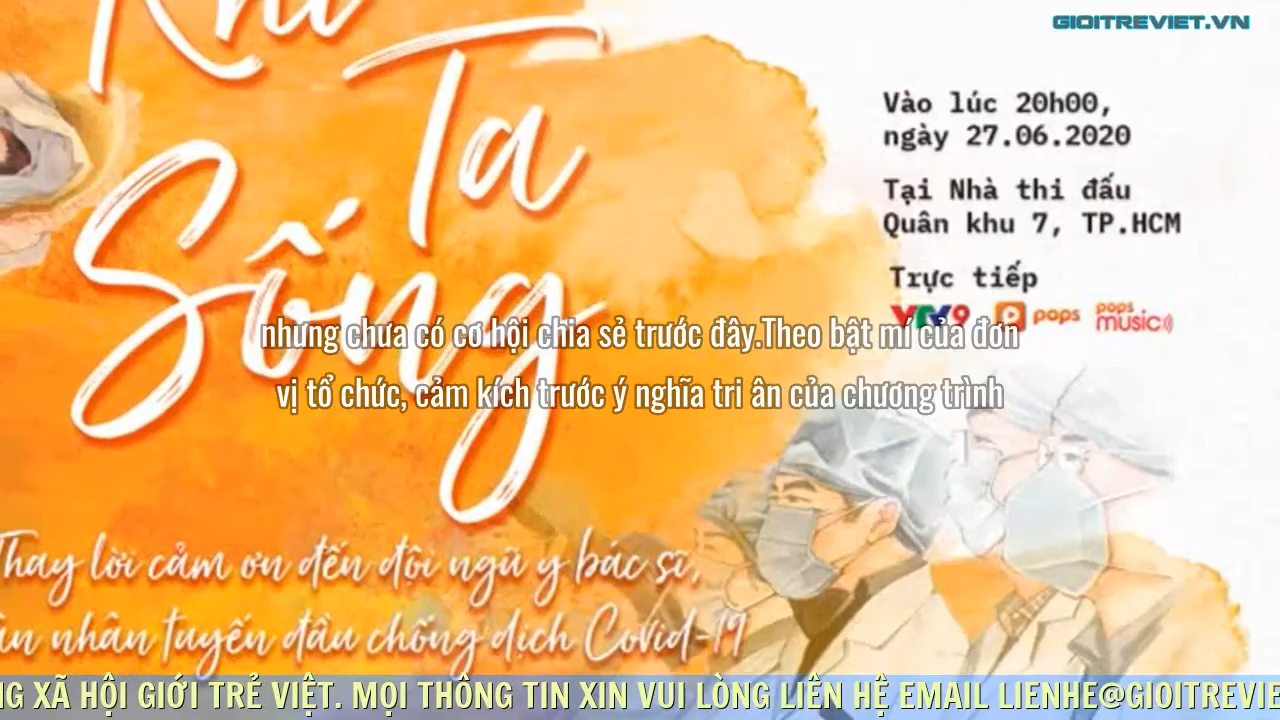 GIOITREVIET.VN
Khi
Ta
Sống
Vào lúc 20h00,
ngày 27.06.2020
Tại Nhà thi đấu
Quân khu 7, TP.HCM
Trực tiếp
VTV9 pops pops music
nhưng chưa có cơ hội chia sẻ trước đây.Theo bật mí của đơn
vị tổ chức, cảm kích trước ý nghĩa tri ân của chương trình
Thay lời cảm ơn đến đội ngũ y bác sĩ,
nhân tuyến đầu chống dịch Covid-19
XÃ HỘI GIỚI TRẺ VIỆT. MỌI THÔNG TIN XIN VUI LÒNG LIÊN HỆ EMAIL LIENHE@GIOITREVIE